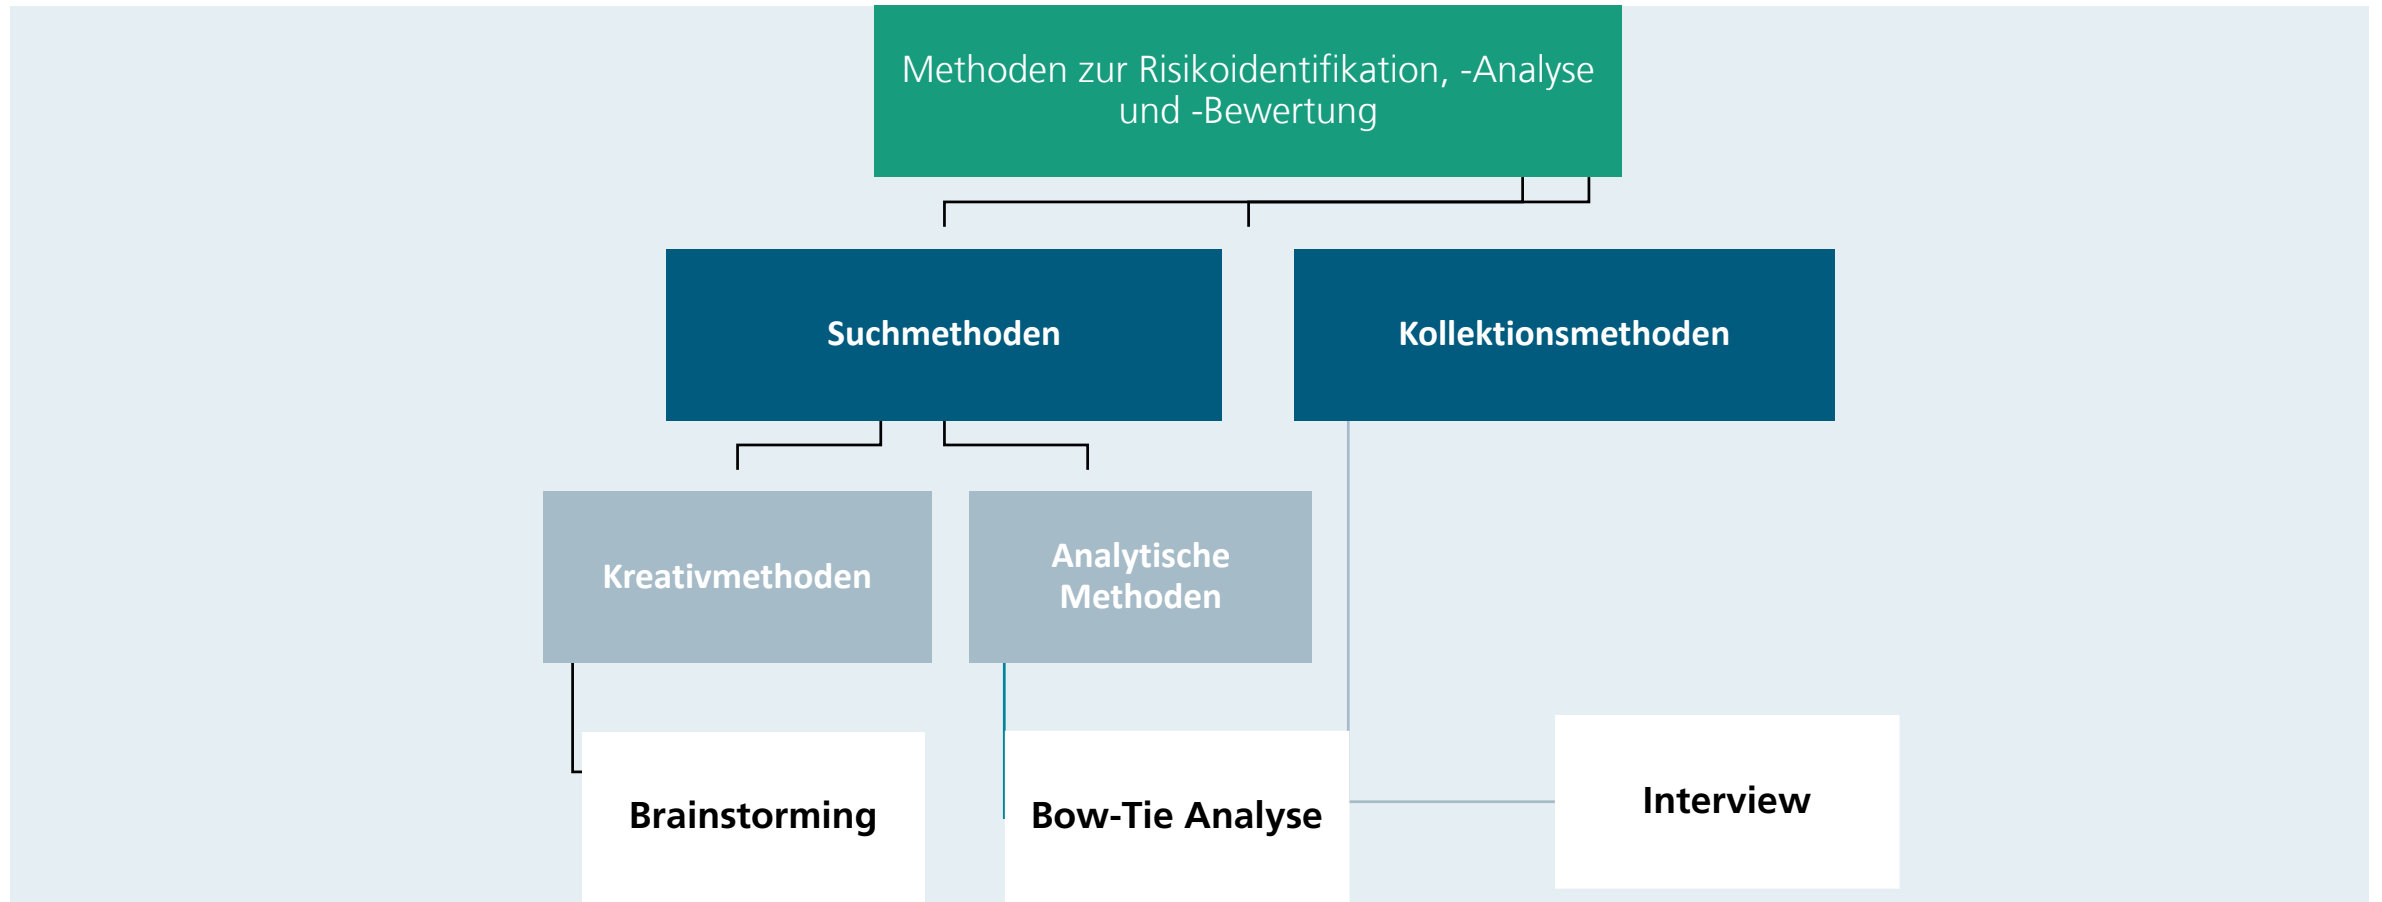 Methoden zur Risikoidentifikation, -Analyse
und -Bewertung
Suchmethoden
Kollektionsmethoden
Kreativmethoden
Analytische
Methoden
Brainstorming
Bow-Tie Analyse
Interview